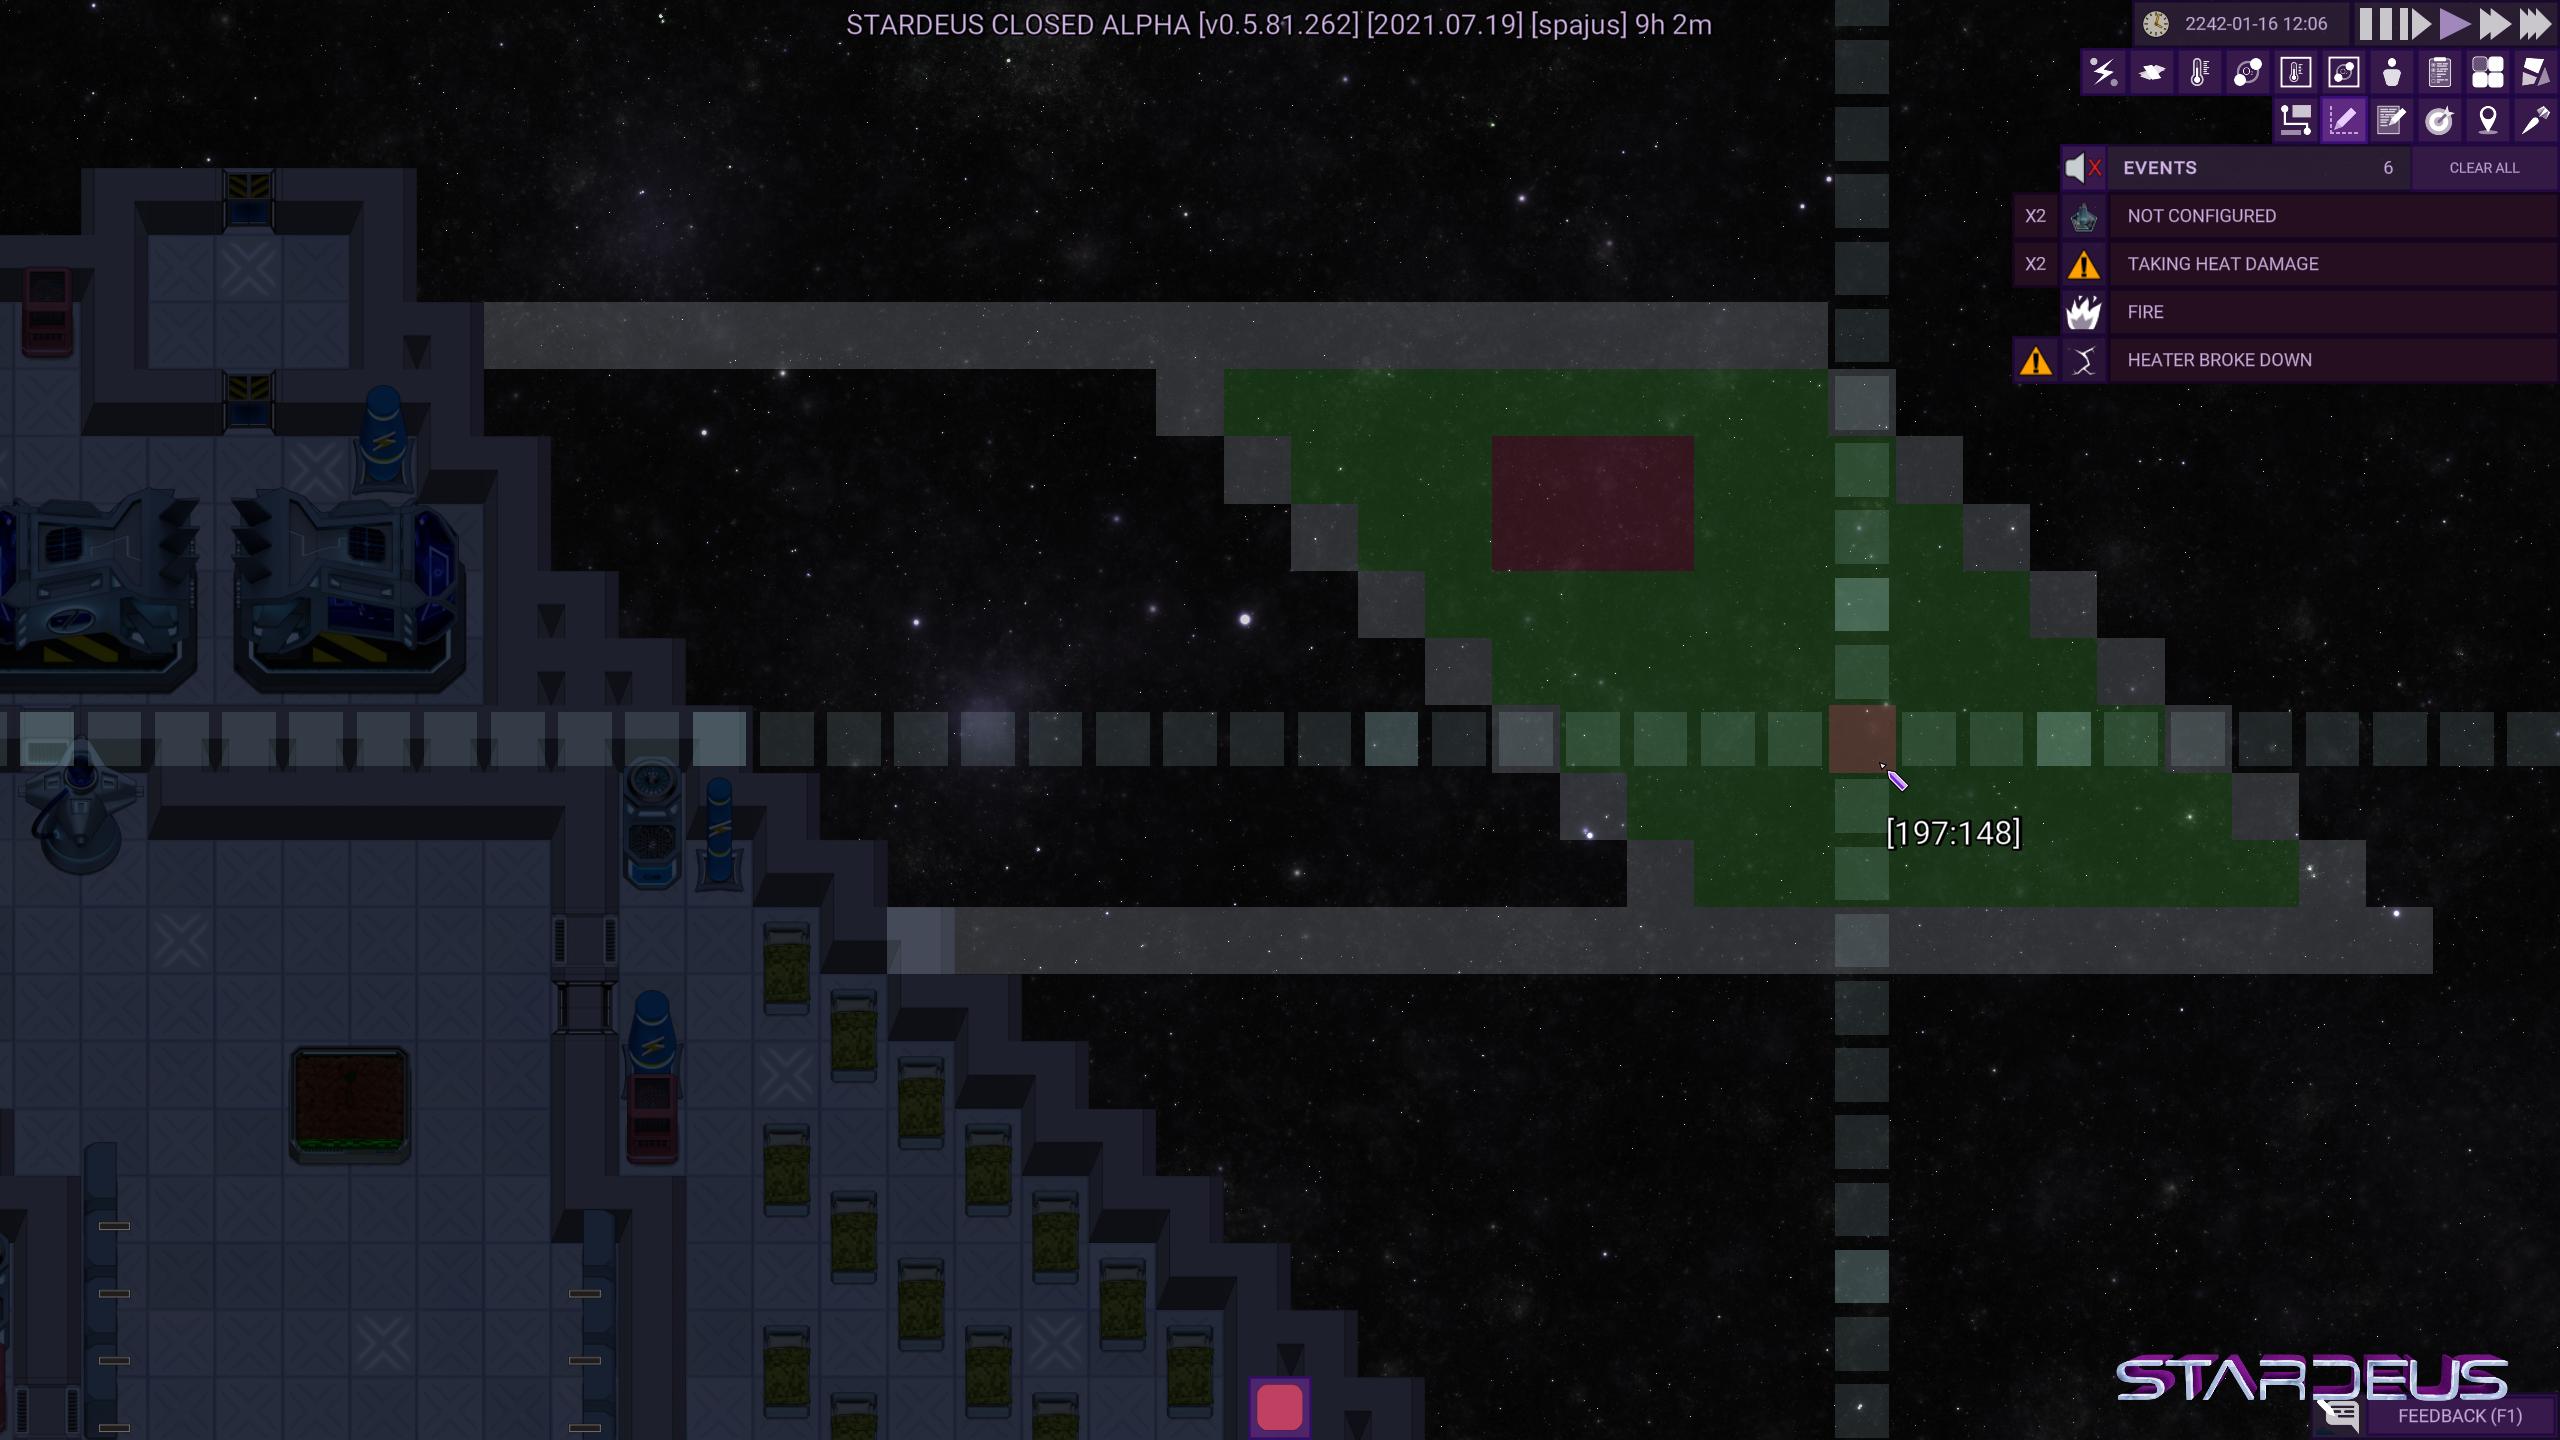 STARDEUS CLOSED ALPHA [v0.5.81.262] [2021.07.19] [spajus] 9h 2m
2242-01-16 12:06
EVENTS 6 CLEAR ALL
X2 NOT CONFIGURED
X2 TAKING HEAT DAMAGE
FIRE
HEATER BROKE DOWN
[197:148]
STARDEUS
FEEDBACK (F1)